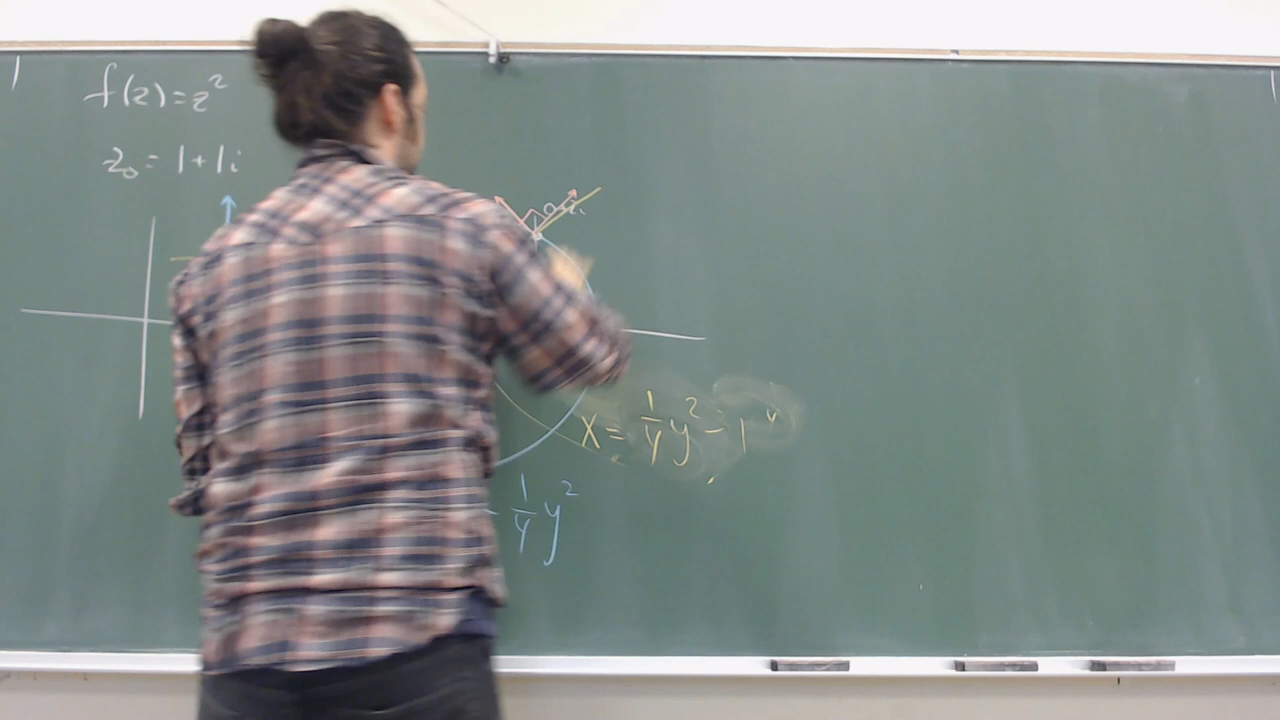 f(z)=z²
z₀ = 1+1i
x = 1/4 y² - 1
- 1/4 y²